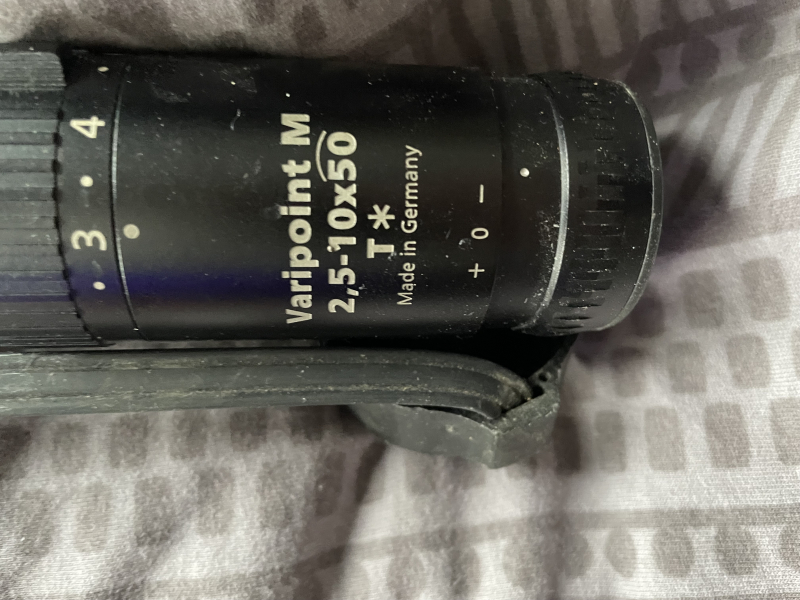 Varipoint M
2,5-10x50
T*
Made in Germany
+ 0 −
3 • 4